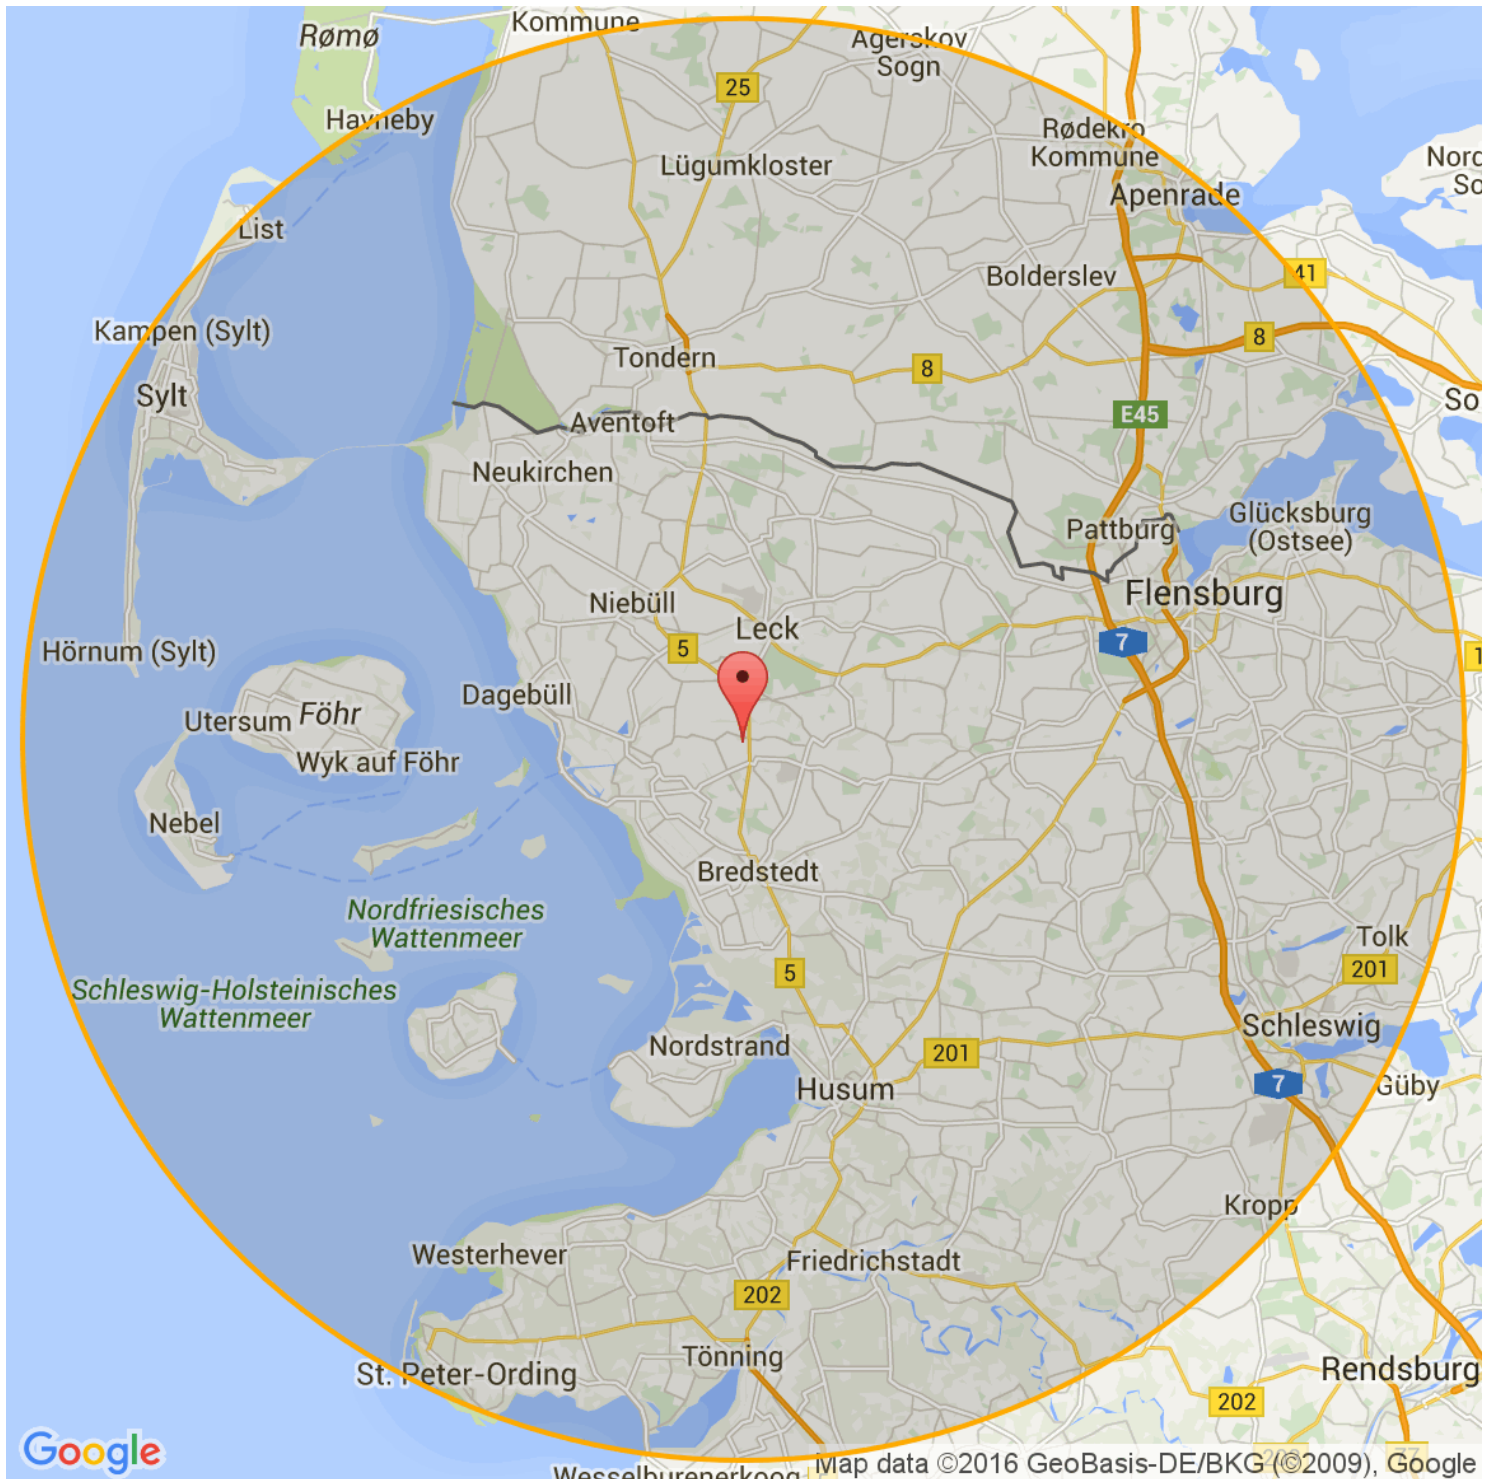 Kommune
Rømø
Agerskov
Sogn
25
Havneby
Rødekro
Kommune
Lügumkloster
Apenrade
List
Bolderslev
41
Kampen (Sylt)
8
Tondern
8
Sylt
E45
Aventoft
Neukirchen
Pattburg
Glücksburg
(Ostsee)
Flensburg
Niebüll
Leck
7
5
Hörnum (Sylt)
Dagebüll
Utersum
Föhr
Wyk auf Föhr
Nebel
Bredstedt
Nordfriesisches
Wattenmeer
Tolk
201
5
Schleswig-Holsteinisches
Wattenmeer
Schleswig
Nordstrand
201
Husum
7
Güby
Kropp
Westerhever
Friedrichstadt
202
Tönning
St. Peter-Ording
Rendsburg
202
Google
Map data ©2016 GeoBasis-DE/BKG (©2009), Google
Wesselburenerkoog